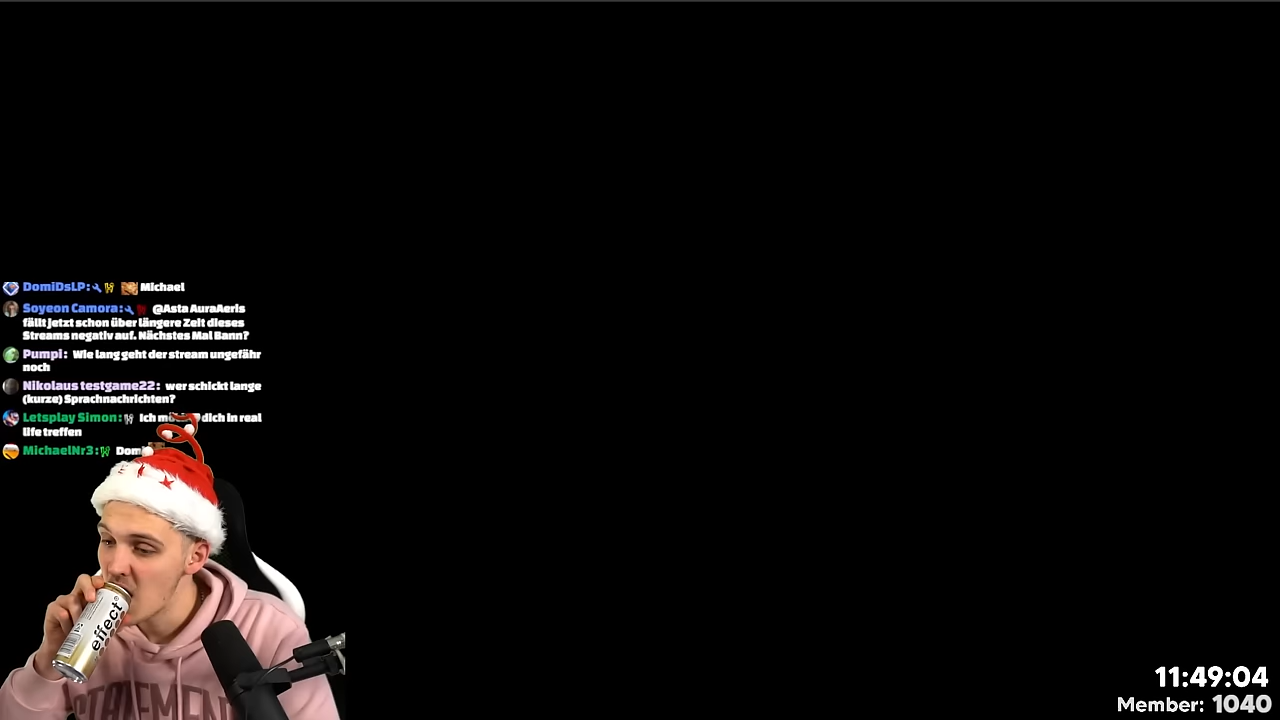 DomiDsLP: Michael
Soyeon Camora: @Asta AuraAeris
fällt jetzt schon über längere Zeit dieses
Streams negativ auf. Nächstes Mal Bann?
Pumpi: Wie lang geht der stream ungefähr
noch
Nikolaus testgame22: wer schickt lange
(kurze) Sprachnachrichten?
Letsplay Simon: Ich dich in real
life treffen
MichaelNr3:
effect
11:49:04
Member: 1040